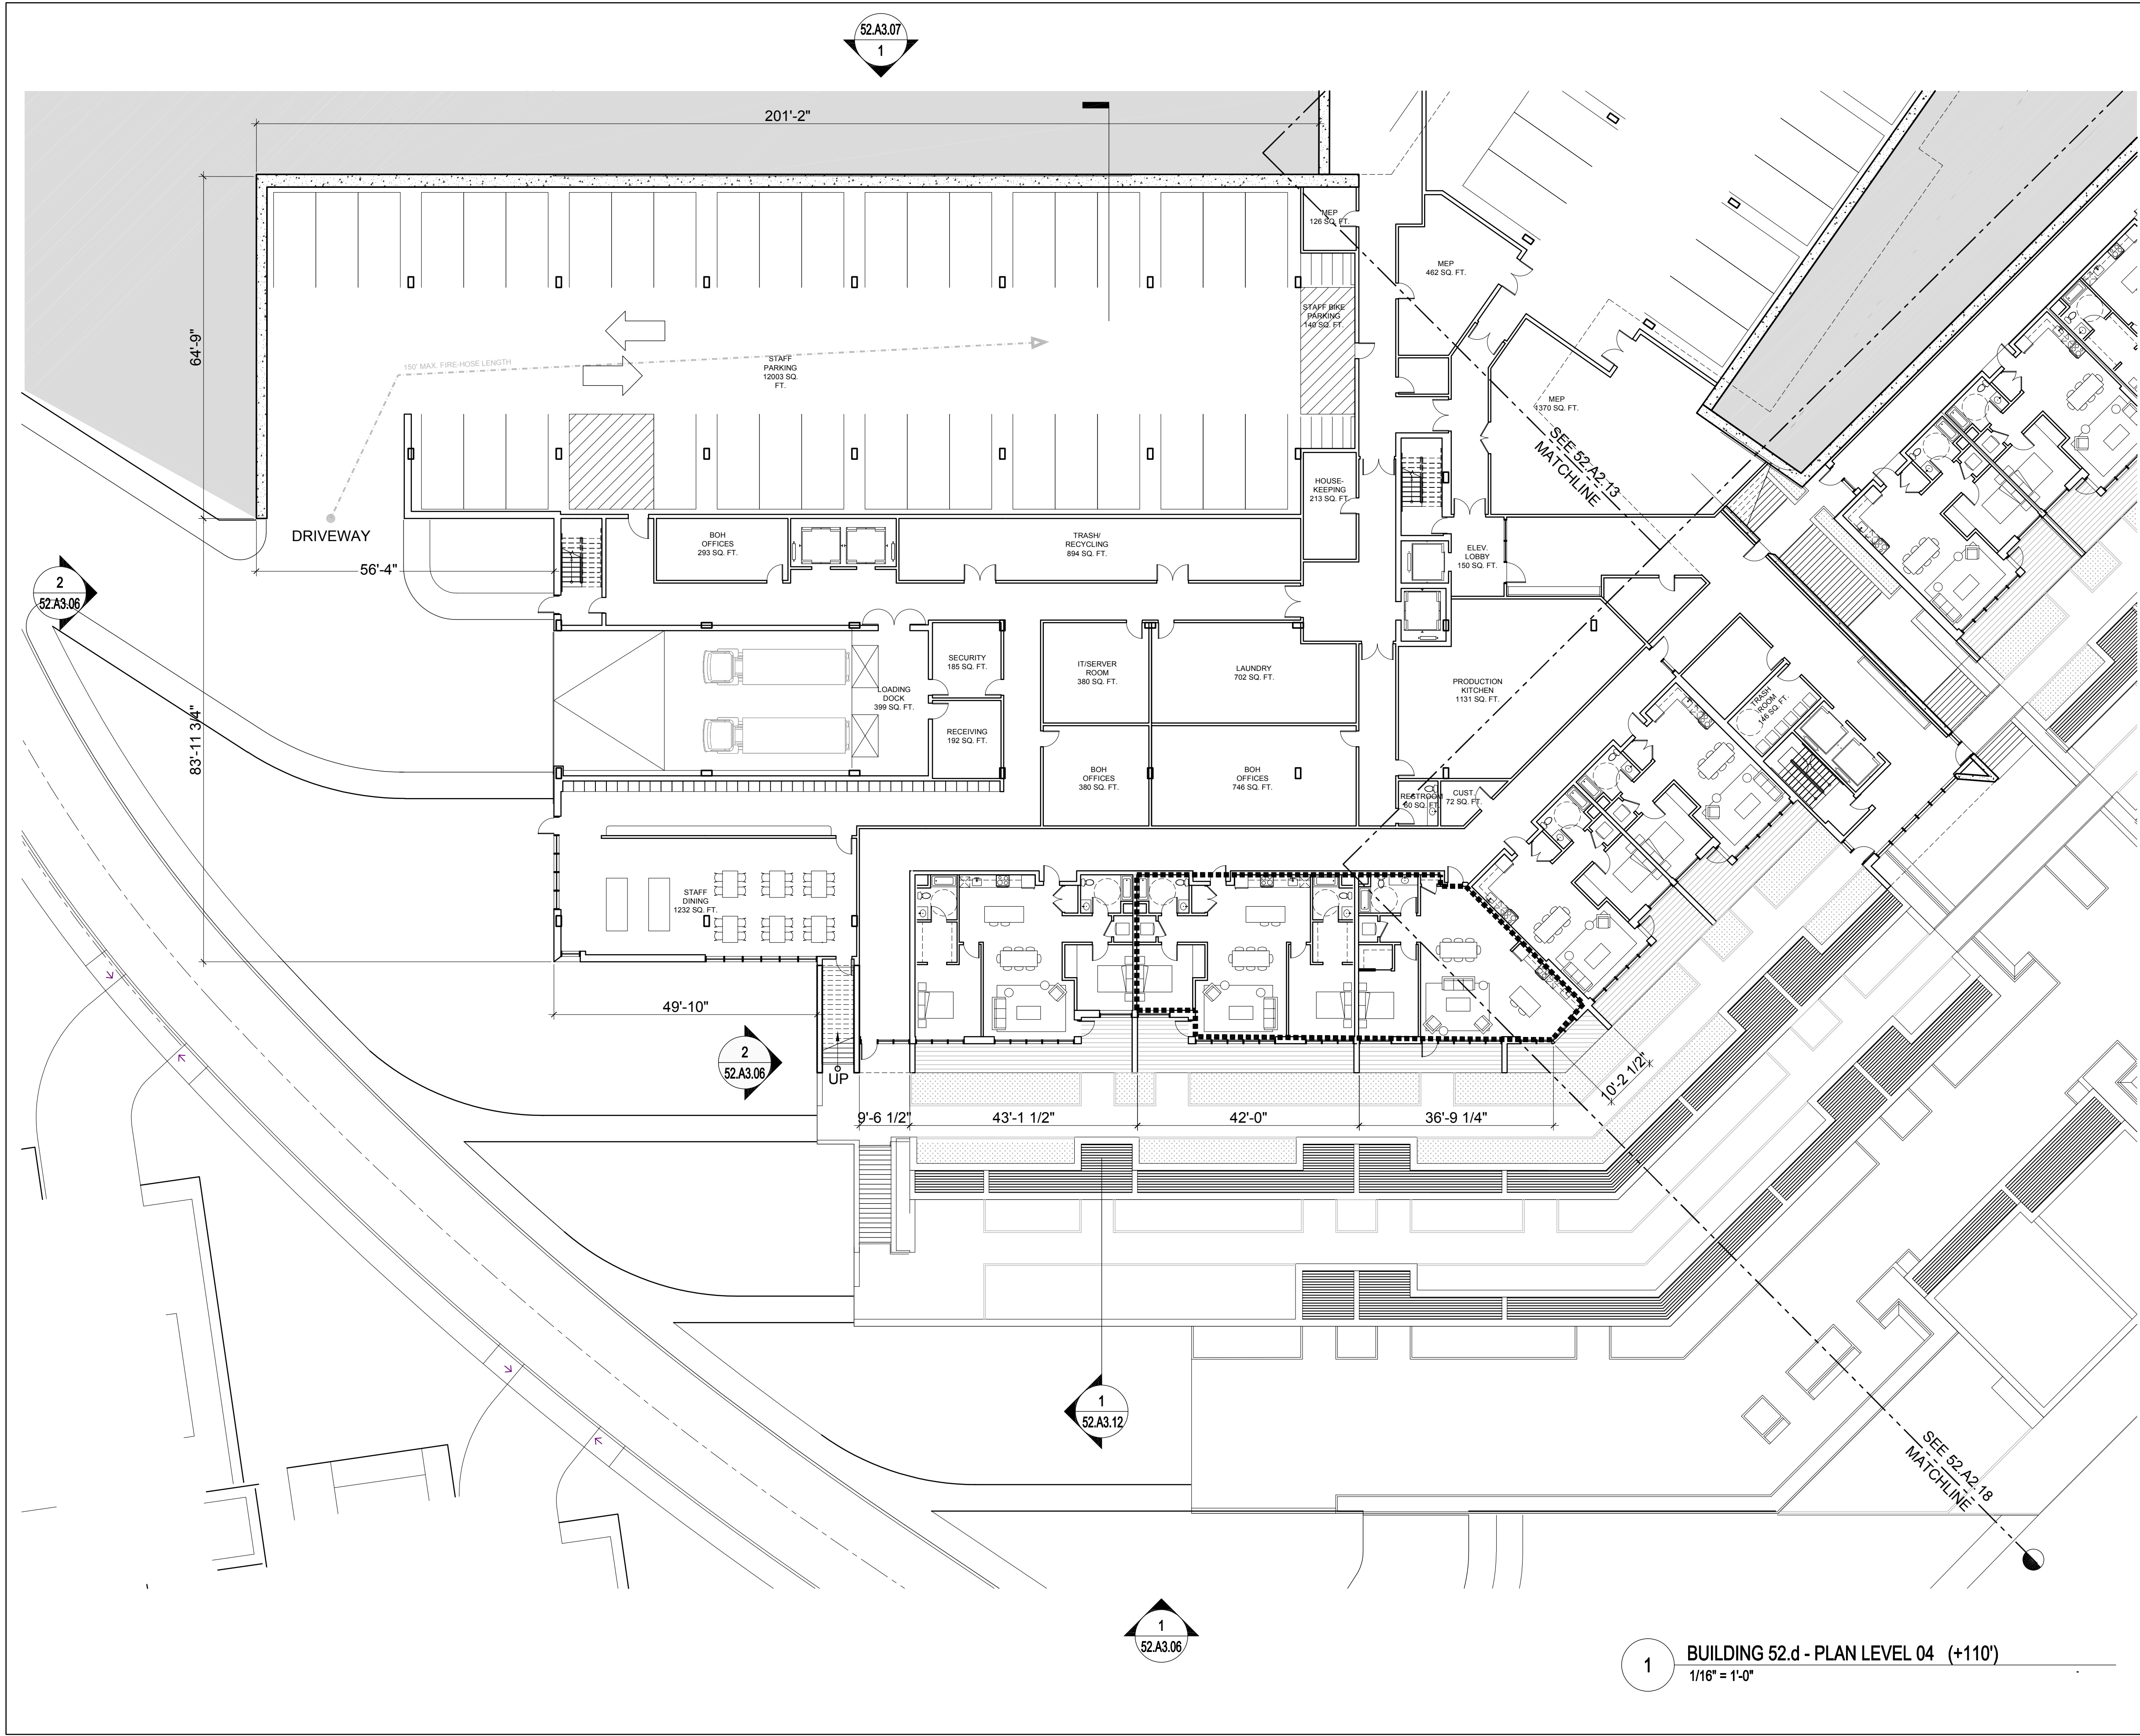 52.A3.07
1
201'-2"
64'-9"
MEP
126 SQ. FT.
MEP
462 SQ. FT.
STAFF BIKE
PARKING
140 SQ. FT.
150' MAX. FIRE-HOSE LENGTH
STAFF
PARKING
12003 SQ.
FT.
MEP
1370 SQ. FT.
SEE 52.A2.13
MATCHLINE
HOUSE-
KEEPING
213 SQ. FT.
DRIVEWAY
BOH
OFFICES
293 SQ. FT.
TRASH/
RECYCLING
894 SQ. FT.
ELEV.
LOBBY
150 SQ. FT.
56'-4"
2
52.A3.06
83'-11 3/4"
SECURITY
185 SQ. FT.
IT/SERVER
ROOM
380 SQ. FT.
LAUNDRY
702 SQ. FT.
PRODUCTION
KITCHEN
1131 SQ. FT.
LOADING
DOCK
399 SQ. FT.
TRASH
ROOM
146 SQ. FT.
RECEIVING
192 SQ. FT.
BOH
OFFICES
380 SQ. FT.
BOH
OFFICES
746 SQ. FT.
RESTROOM
60 SQ. FT.
CUST.
72 SQ. FT.
STAFF
DINING
1232 SQ. FT.
49'-10"
2
52.A3.06
UP
9'-6 1/2"
43'-1 1/2"
42'-0"
36'-9 1/4"
10'-2 1/2"
1
52.A3.12
SEE 52.A2.18
MATCHLINE
1
52.A3.06
1
BUILDING 52.d - PLAN LEVEL 04 (+110')
1/16" = 1'-0"
-